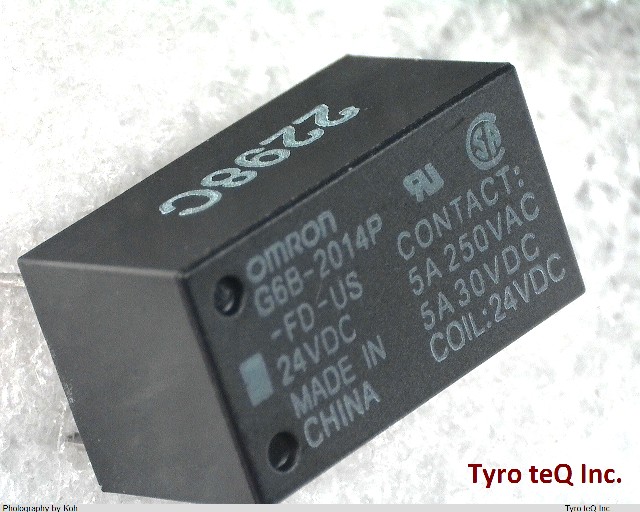 2298C
OMRON
G6B-2014P
-FD-US
24VDC
MADE IN
CHINA
CONTACT:
5A 250VAC
5A 30VDC
COIL:24VDC
Tyro teQ Inc.
Photography by Koh
Tyro teQ Inc.